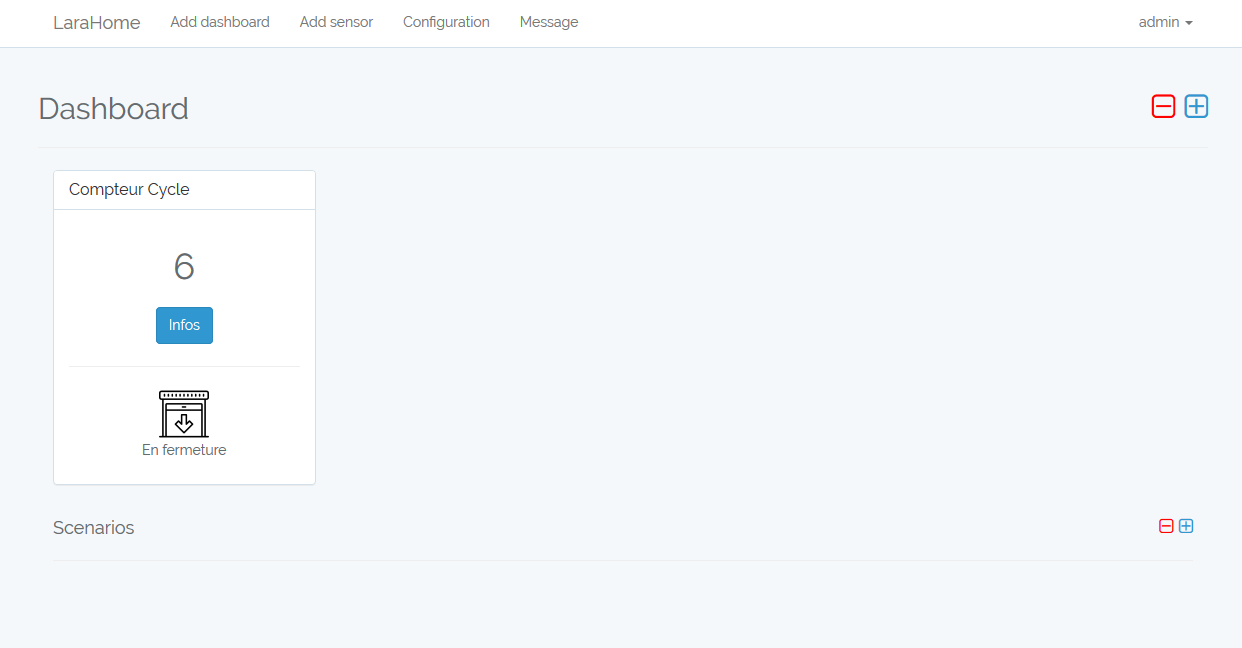 LaraHome Add dashboard Add sensor Configuration Message admin
Dashboard
Compteur Cycle
6
Infos
En fermeture
Scenarios